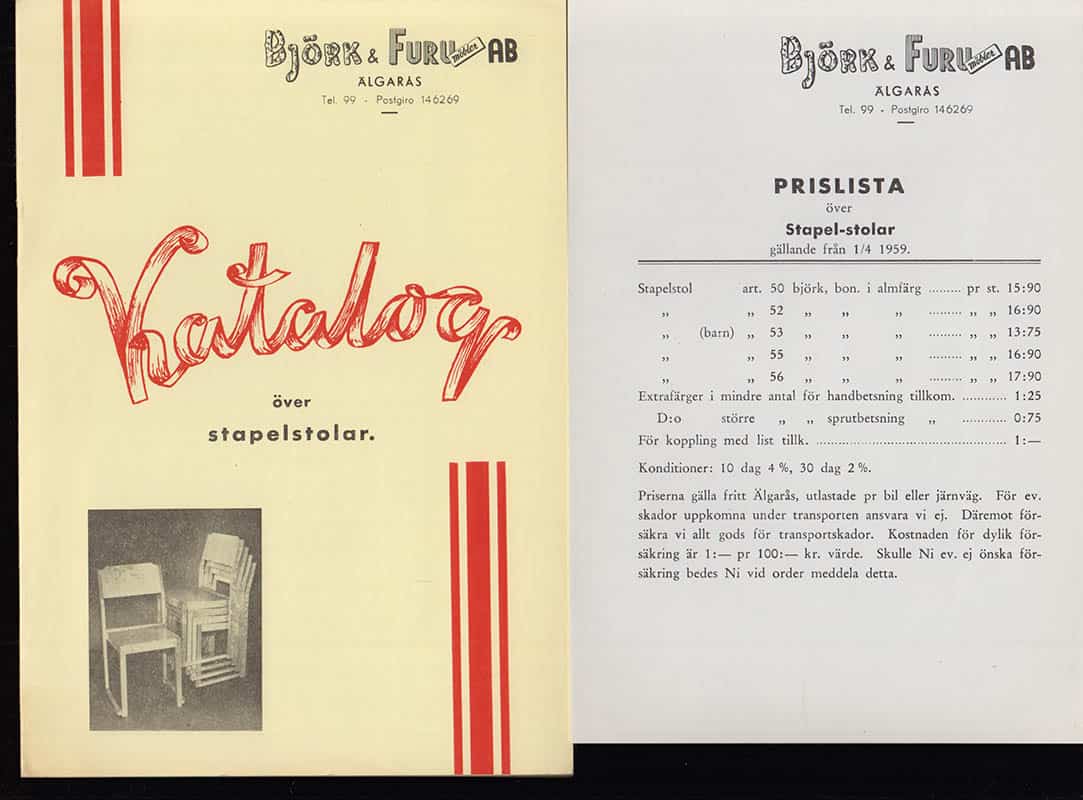 Björk & Furu möbler AB
ÄLGARÅS
Tel. 99 - Postgiro 146269
Katalog
över
stapelstolar.
Björk & Furu möbler AB
ÄLGARÅS
Tel. 99 - Postgiro 146269
PRISLISTA
över
Stapel-stolar
gällande från 1/4 1959.
Stapelstol art. 50 björk, bon. i almfärg ......... pr st. 15:90
„ „ 52 „ „ „ ......... „ „ 16:90
„ (barn) „ 53 „ „ „ ......... „ „ 13:75
„ „ 55 „ „ „ ......... „ „ 16:90
„ „ 56 „ „ „ ......... „ „ 17:90
Extrafärger i mindre antal för handbetsning tillkom. ............ 1:25
D:o större „ „ sprutbetsning „ ............ 0:75
För koppling med list tillk. ...................................................... 1:—
Konditioner: 10 dag 4 %, 30 dag 2 %.
Priserna gälla fritt Älgarås, utlastade pr bil eller järnväg. För ev.
skador uppkomna under transporten ansvara vi ej. Däremot för-
säkra vi allt gods för transportskador. Kostnaden för dylik för-
säkring är 1:— pr 100:— kr. värde. Skulle Ni ev. ej önska för-
säkring bedes Ni vid order meddela detta.